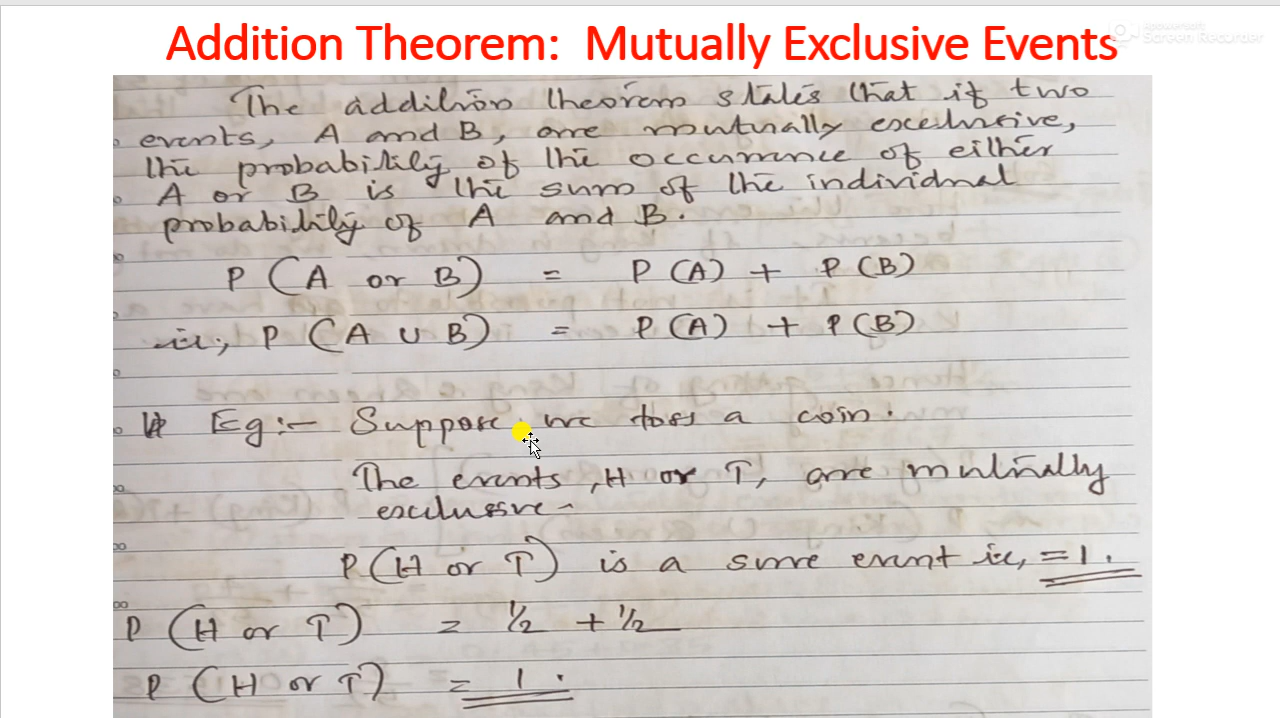 Addition Theorem: Mutually Exclusive Events
Apowersoft
Screen Recorder
The addition theorem states that if two
events, A and B, are mutually exclusive,
the probability of the occurrence of either
A or B is the sum of the individual
probability of A and B.
P (A or B) = P(A) + P(B)
ie; P (A ∪ B) = P(A) + P(B)
Eg:- Suppose we toss a coin.
The events, H or T, are mutually
exclusive -
P(H or T) is a sure event ie, = 1.
P (H or T) = 1/2 + 1/2
P (H or T) = 1.